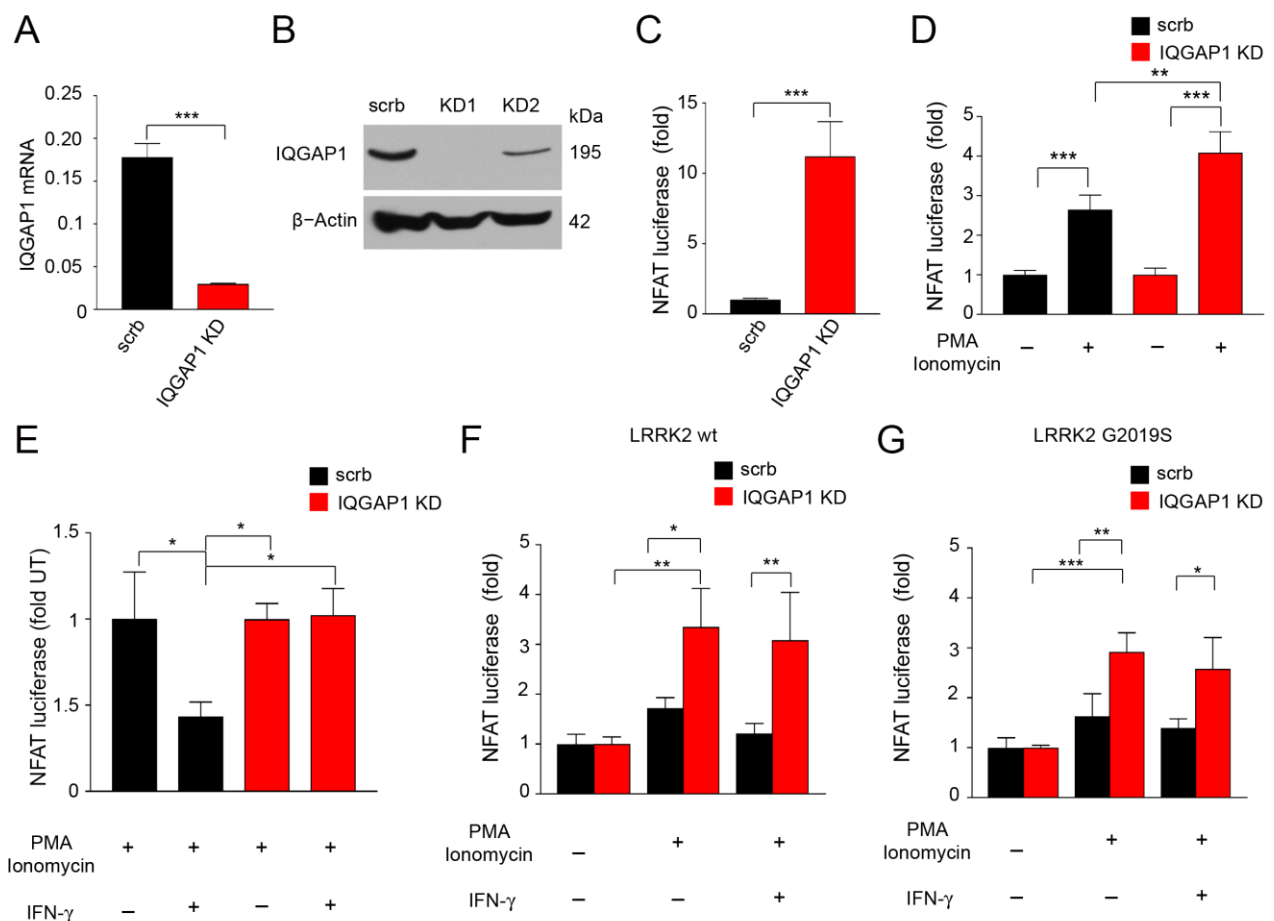 A
IQGAP1 mRNA
0.25
0.20
0.15
0.10
0.05
0
***
scrb
IQGAP1 KD
B
scrb KD1 KD2 kDa
IQGAP1 195
β−Actin 42
C
NFAT luciferase (fold)
15
10
5
0
***
scrb
IQGAP1 KD
D
scrb
IQGAP1 KD
NFAT luciferase (fold)
5
4
3
2
1
0
***
**
***
PMA
Ionomycin
− + − +
E
scrb
IQGAP1 KD
NFAT luciferase (fold UT)
1.5
1
1.5
0
*
*
*
PMA
Ionomycin
+ + + +
IFN-γ
− + − +
F
LRRK2 wt
scrb
IQGAP1 KD
NFAT luciferase (fold)
5
4
3
2
1
0
*
**
**
PMA
Ionomycin
− + +
IFN-γ
+
G
LRRK2 G2019S
scrb
IQGAP1 KD
NFAT luciferase (fold)
5
4
3
2
1
0
**
***
*
PMA
Ionomycin
− + +
IFN-γ
+